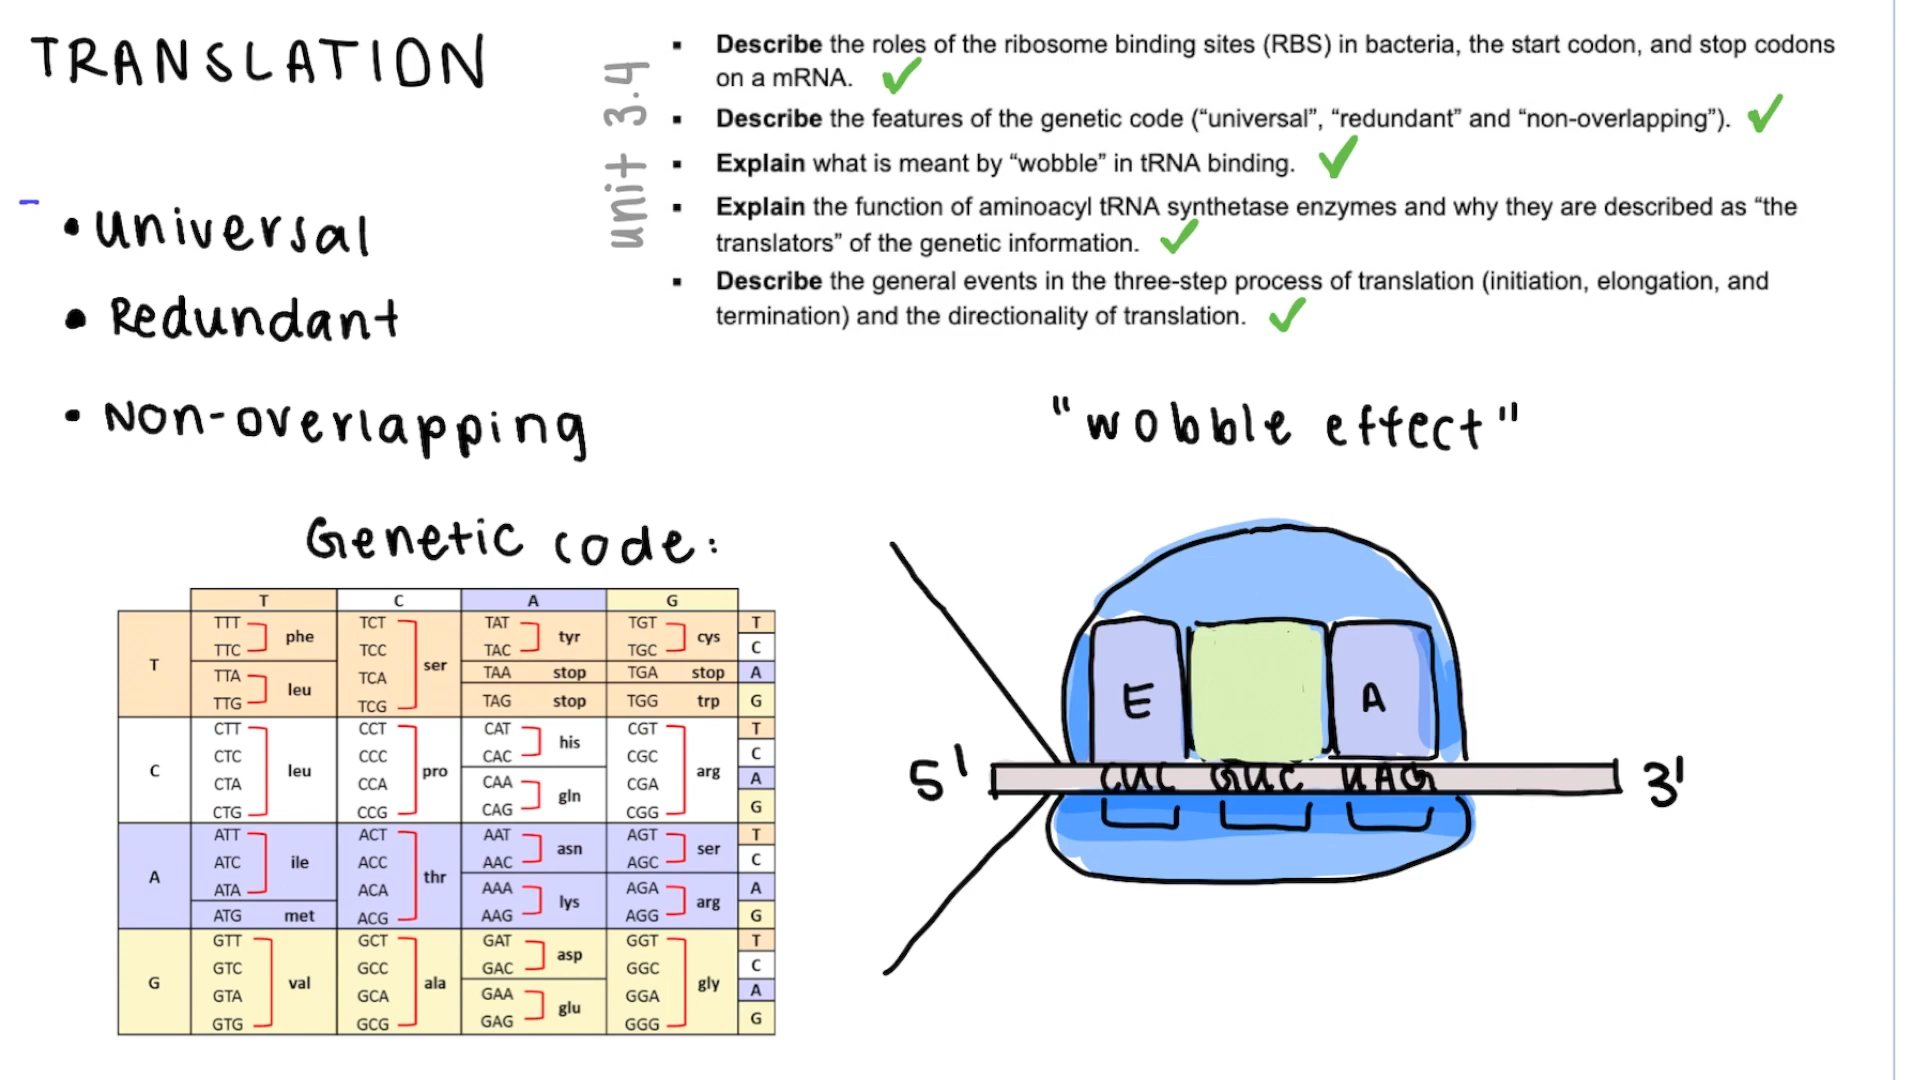 TRANSLATION
unit 3.4
▪ Describe the roles of the ribosome binding sites (RBS) in bacteria, the start codon, and stop codons
on a mRNA.
▪ Describe the features of the genetic code (“universal”, “redundant” and “non-overlapping”).
▪ Explain what is meant by “wobble” in tRNA binding.
▪ Explain the function of aminoacyl tRNA synthetase enzymes and why they are described as “the
translators” of the genetic information.
▪ Describe the general events in the three-step process of translation (initiation, elongation, and
termination) and the directionality of translation.
• Universal
• Redundant
• Non-overlapping
"wobble effect"
Genetic code:
T C A G
TTT TCT TAT TGT T
phe tyr cys
TTC TCC TAC TGC C
T ser
TTA TCA TAA stop TGA stop A
leu
TTG TCG TAG stop TGG trp G
CTT CCT CAT CGT T
his
CTC CCC CAC CGC C
C leu pro arg
CTA CCA CAA CGA A
gln
CTG CCG CAG CGG G
ATT ACT AAT AGT T
asn ser
ATC ACC AAC AGC C
A ile thr
ATA ACA AAA AGA A
lys arg
ATG met ACG AAG AGG G
GTT GCT GAT GGT T
asp
GTC GCC GAC GGC C
G val ala gly
GTA GCA GAA GGA A
glu
GTG GCG GAG GGG G
E A
5' CUC GUC UAG 3'